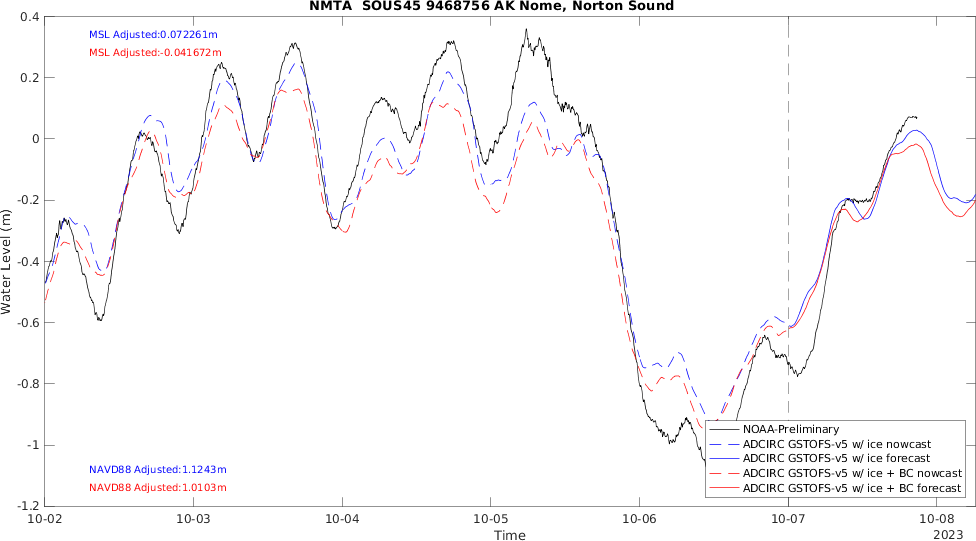 NMTA SOUS45 9468756 AK Nome, Norton Sound
0.4
MSL Adjusted:0.072261m
MSL Adjusted:-0.041672m
0.2
0
-0.2
Water Level (m)
-0.4
-0.6
-0.8
-1
-1.2
NOAA-Preliminary
ADCIRC GSTOFS-v5 w/ ice nowcast
ADCIRC GSTOFS-v5 w/ ice forecast
ADCIRC GSTOFS-v5 w/ ice + BC nowcast
ADCIRC GSTOFS-v5 w/ ice + BC forecast
NAVD88 Adjusted:1.1243m
NAVD88 Adjusted:1.0103m
10-02 10-03 10-04 10-05 10-06 10-07 10-08
Time
2023